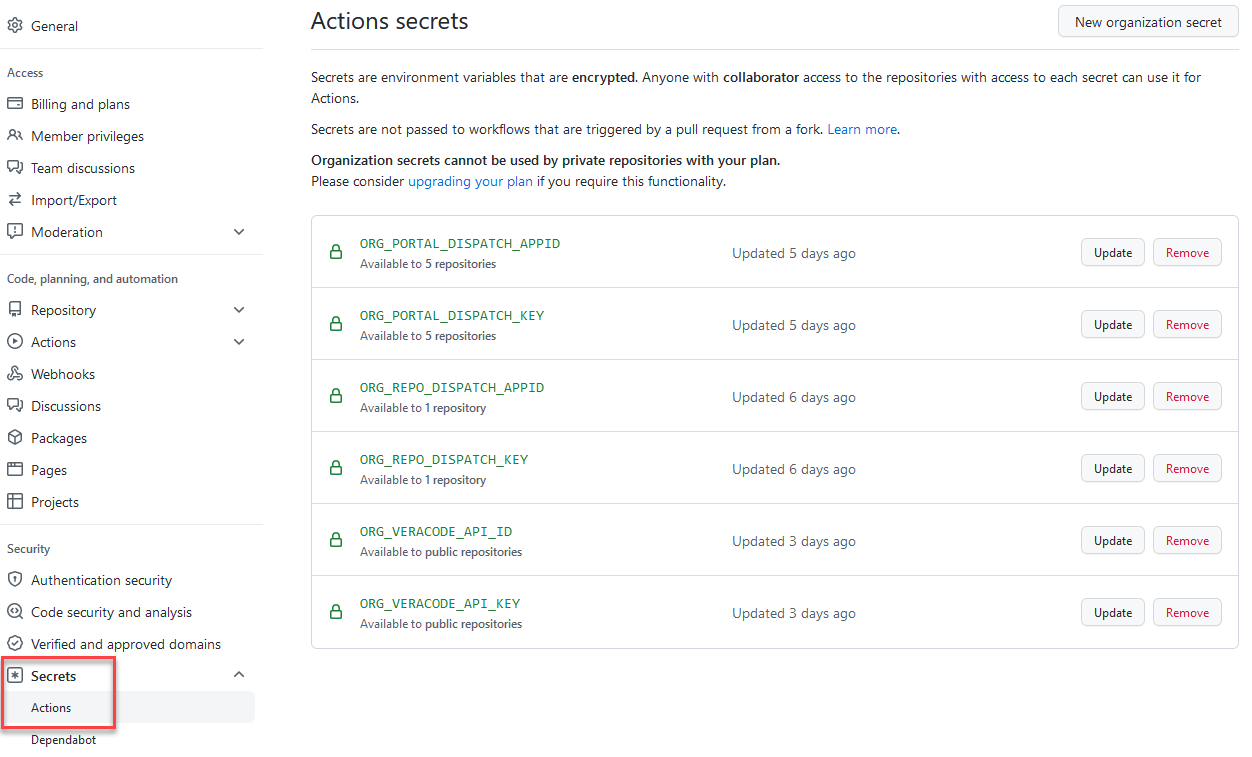 General
Access
Billing and plans
Member privileges
Team discussions
Import/Export
Moderation
Code, planning, and automation
Repository
Actions
Webhooks
Discussions
Packages
Pages
Projects
Security
Authentication security
Code security and analysis
Verified and approved domains
Secrets
Actions
Dependabot
Actions secrets
New organization secret
Secrets are environment variables that are encrypted. Anyone with collaborator access to the repositories with access to each secret can use it for
Actions.
Secrets are not passed to workflows that are triggered by a pull request from a fork. Learn more.
Organization secrets cannot be used by private repositories with your plan.
Please consider upgrading your plan if you require this functionality.
ORG_PORTAL_DISPATCH_APPID
Available to 5 repositories
Updated 5 days ago
Update Remove
ORG_PORTAL_DISPATCH_KEY
Available to 5 repositories
Updated 5 days ago
Update Remove
ORG_REPO_DISPATCH_APPID
Available to 1 repository
Updated 6 days ago
Update Remove
ORG_REPO_DISPATCH_KEY
Available to 1 repository
Updated 6 days ago
Update Remove
ORG_VERACODE_API_ID
Available to public repositories
Updated 3 days ago
Update Remove
ORG_VERACODE_API_KEY
Available to public repositories
Updated 3 days ago
Update Remove